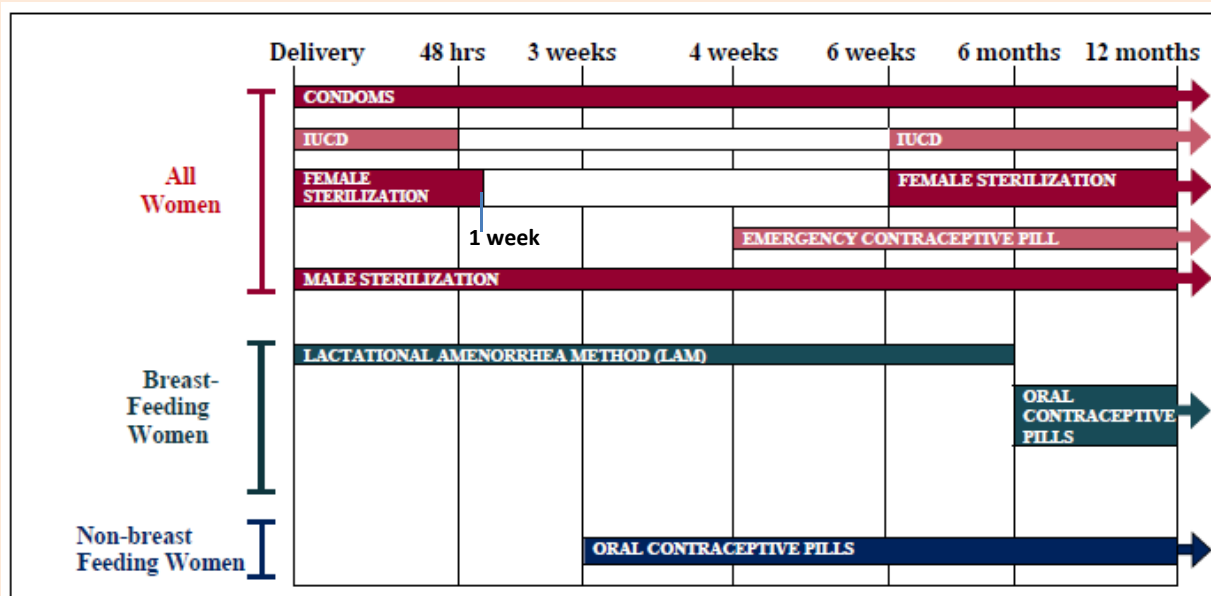 Delivery 48 hrs 3 weeks 4 weeks 6 weeks 6 months 12 months
All
Women
CONDOMS
IUCD IUCD
FEMALE
STERILIZATION
FEMALE STERILIZATION
1 week
EMERGENCY CONTRACEPTIVE PILL
MALE STERILIZATION
Breast-
Feeding
Women
LACTATIONAL AMENORRHEA METHOD (LAM)
ORAL
CONTRACEPTIVE
PILLS
Non-breast
Feeding Women
ORAL CONTRACEPTIVE PILLS